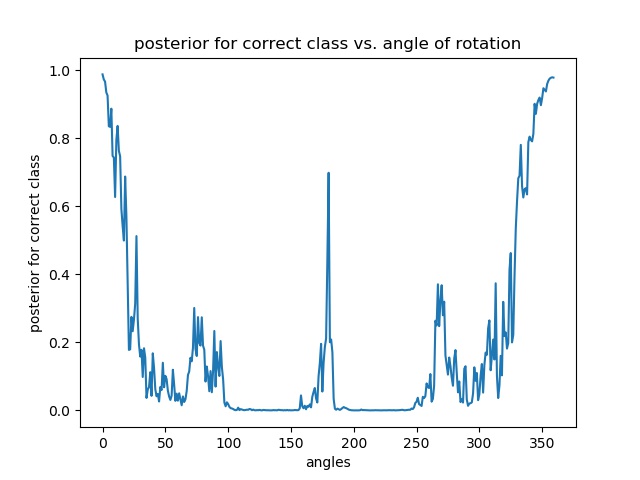 posterior for correct class vs. angle of rotation
1.0
0.8
0.6
0.4
0.2
0.0
posterior for correct class
0 50 100 150 200 250 300 350
angles